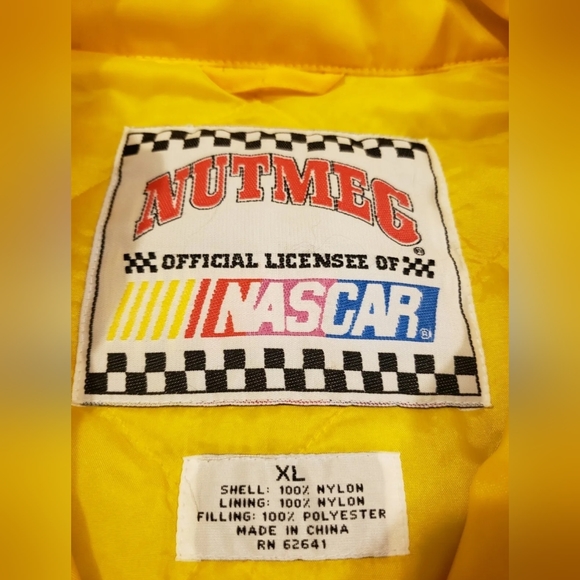 NUTMEG®
OFFICIAL LICENSEE OF
NASCAR®
XL
SHELL: 100% NYLON
LINING: 100% NYLON
FILLING: 100% POLYESTER
MADE IN CHINA
RN 62641